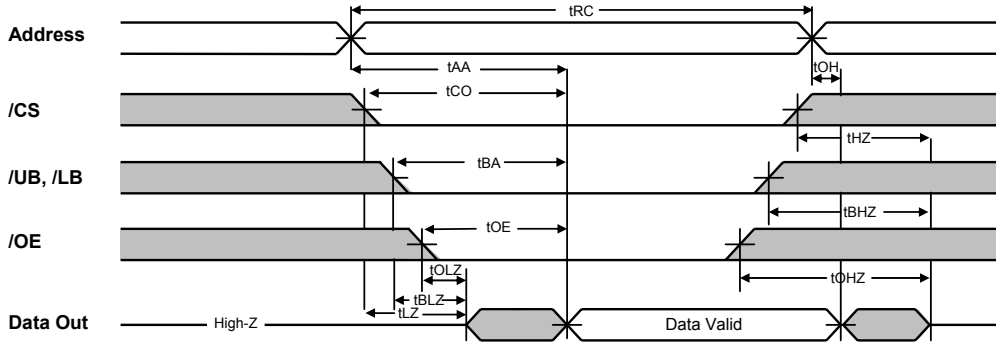 tRC
Address
tAA
tOH
tCO
/CS
tHZ
tBA
/UB, /LB
tBHZ
tOE
/OE
tOLZ
tOHZ
tBLZ
tLZ
Data Out
High-Z
Data Valid